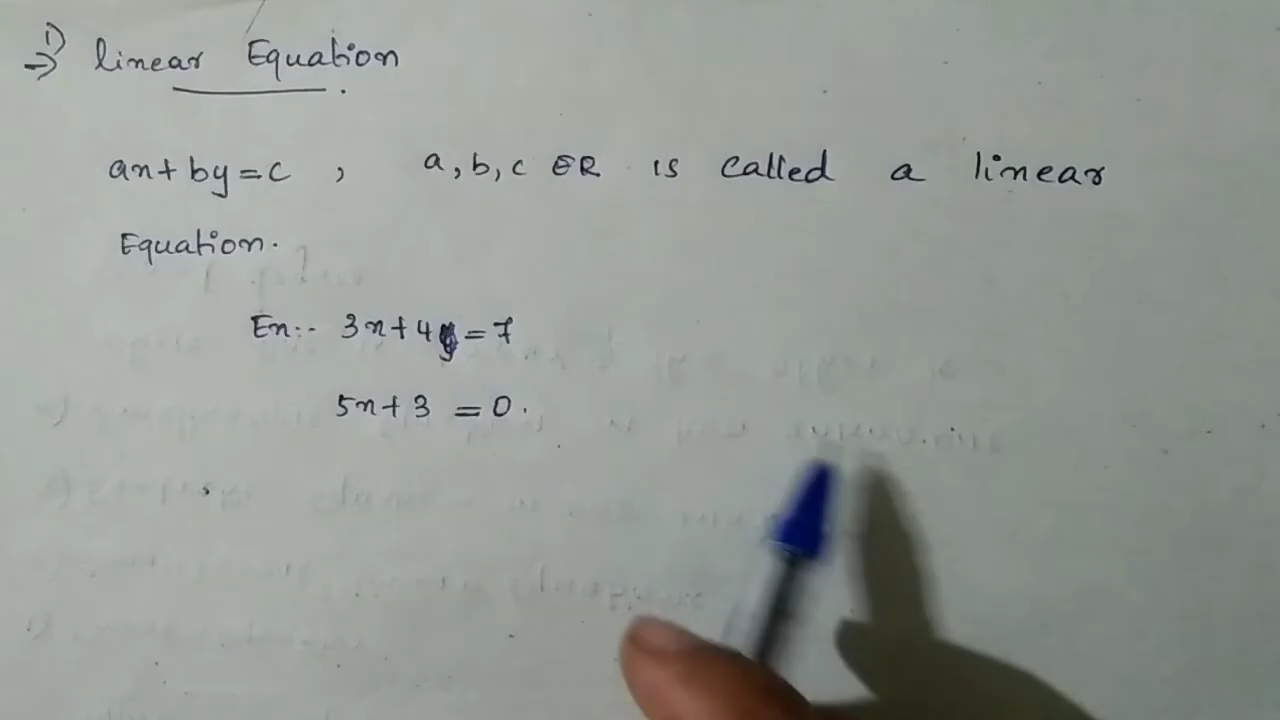 1)
⇒ linear Equation
ax+by=c , a,b,c ∈R is called a linear
Equation.
Ex:- 3x+4y=7
5x+3 =0.